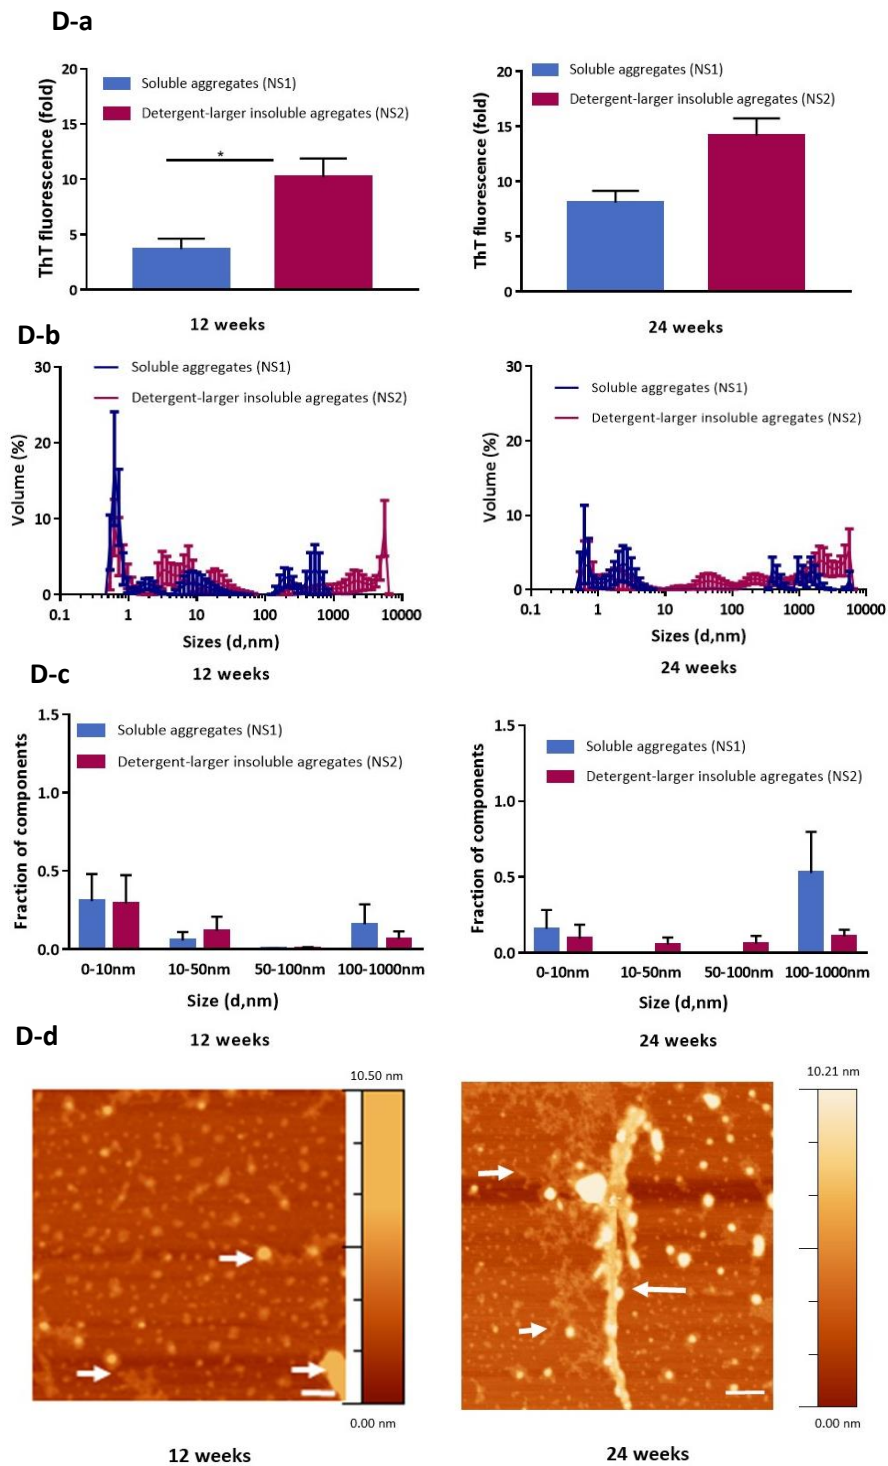 D-a
20
15
10
5
0
ThT fluorescence (fold)
Soluble aggregates (NS1)
Detergent-larger insoluble agregates (NS2)
*
12 weeks
20
15
10
5
0
ThT fluorescence (fold)
Soluble aggregates (NS1)
Detergent-larger insoluble agregates (NS2)
24 weeks
D-b
30
20
10
0
Volume (%)
Soluble aggregates (NS1)
Detergent-larger insoluble agregates (NS2)
0.1 1 10 100 1000 10000
Sizes (d,nm)
12 weeks
30
20
10
0
Volume (%)
Soluble aggregates (NS1)
Detergent-larger insoluble agregates (NS2)
0.1 1 10 100 1000 10000
Sizes (d,nm)
24 weeks
D-c
1.5
1.0
0.5
0.0
Fraction of components
Soluble aggregates (NS1)
Detergent-larger insoluble agregates (NS2)
0-10nm 10-50nm 50-100nm 100-1000nm
Size (d,nm)
12 weeks
1.5
1.0
0.5
0.0
Fraction of components
Soluble aggregates (NS1)
Detergent-larger insoluble agregates (NS2)
0-10nm 10-50nm 50-100nm 100-1000nm
Size (d,nm)
24 weeks
D-d
10.50 nm
0.00 nm
12 weeks
10.21 nm
0.00 nm
24 weeks